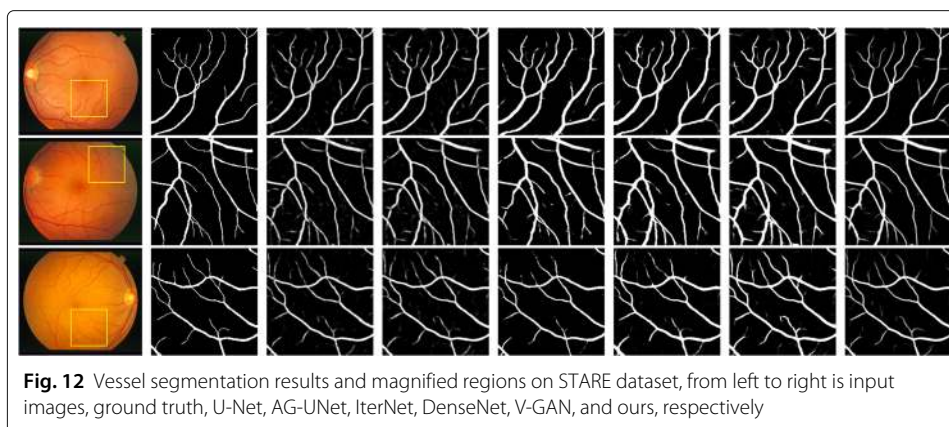 Fig. 12 Vessel segmentation results and magnified regions on STARE dataset, from left to right is input
images, ground truth, U-Net, AG-UNet, IterNet, DenseNet, V-GAN, and ours, respectively